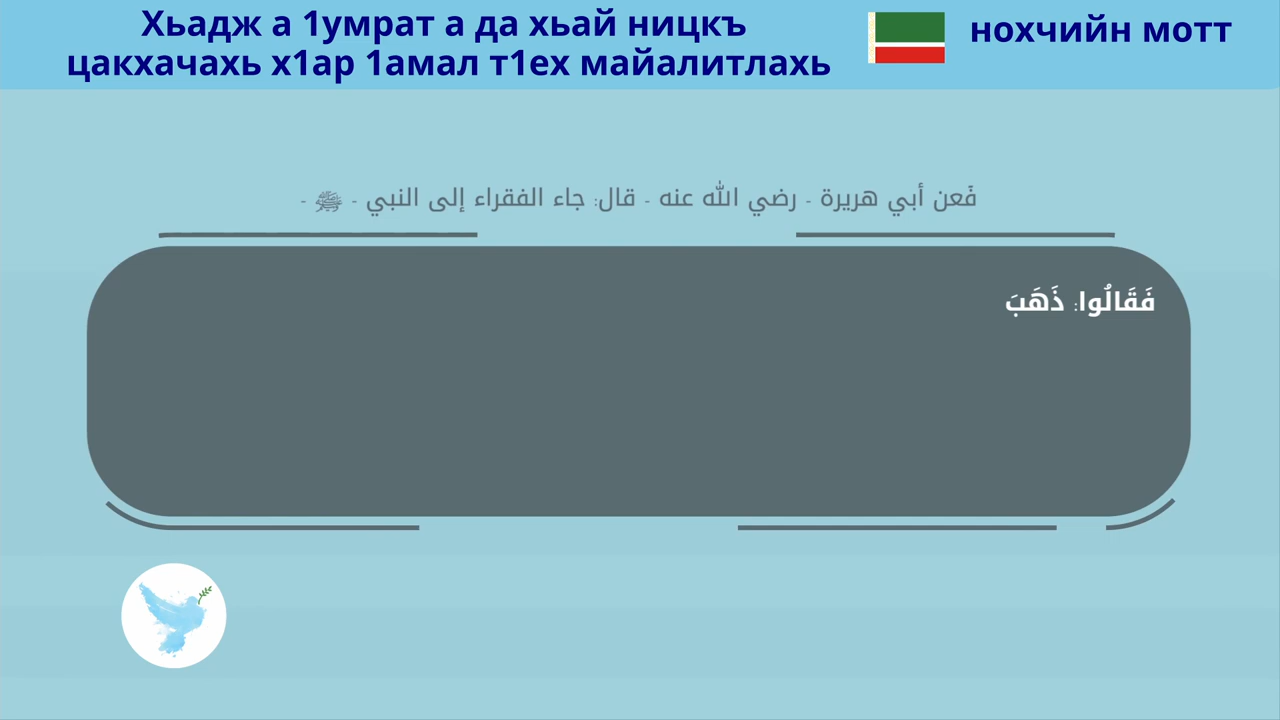 Хьадж а 1умрат а да хьай ницкъ
цакхачахь х1ар 1амал т1ех майалитлахь
нохчийн мотт
فَعن أبي هريرة - رضي الله عنه - قال: جاء الفقراء إلى النبي - ﷺ -
فَقَالُوا: ذَهَبَ